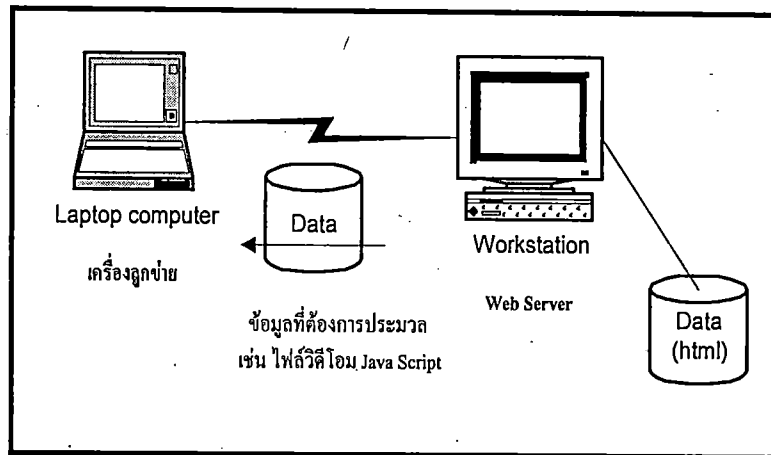 Laptop computer
เครื่องลูกข่าย
Data
ข้อมูลที่ต้องการประมวล
เช่น ไฟล์วิดีโอม Java Script
Workstation
Web Server
Data
(html)